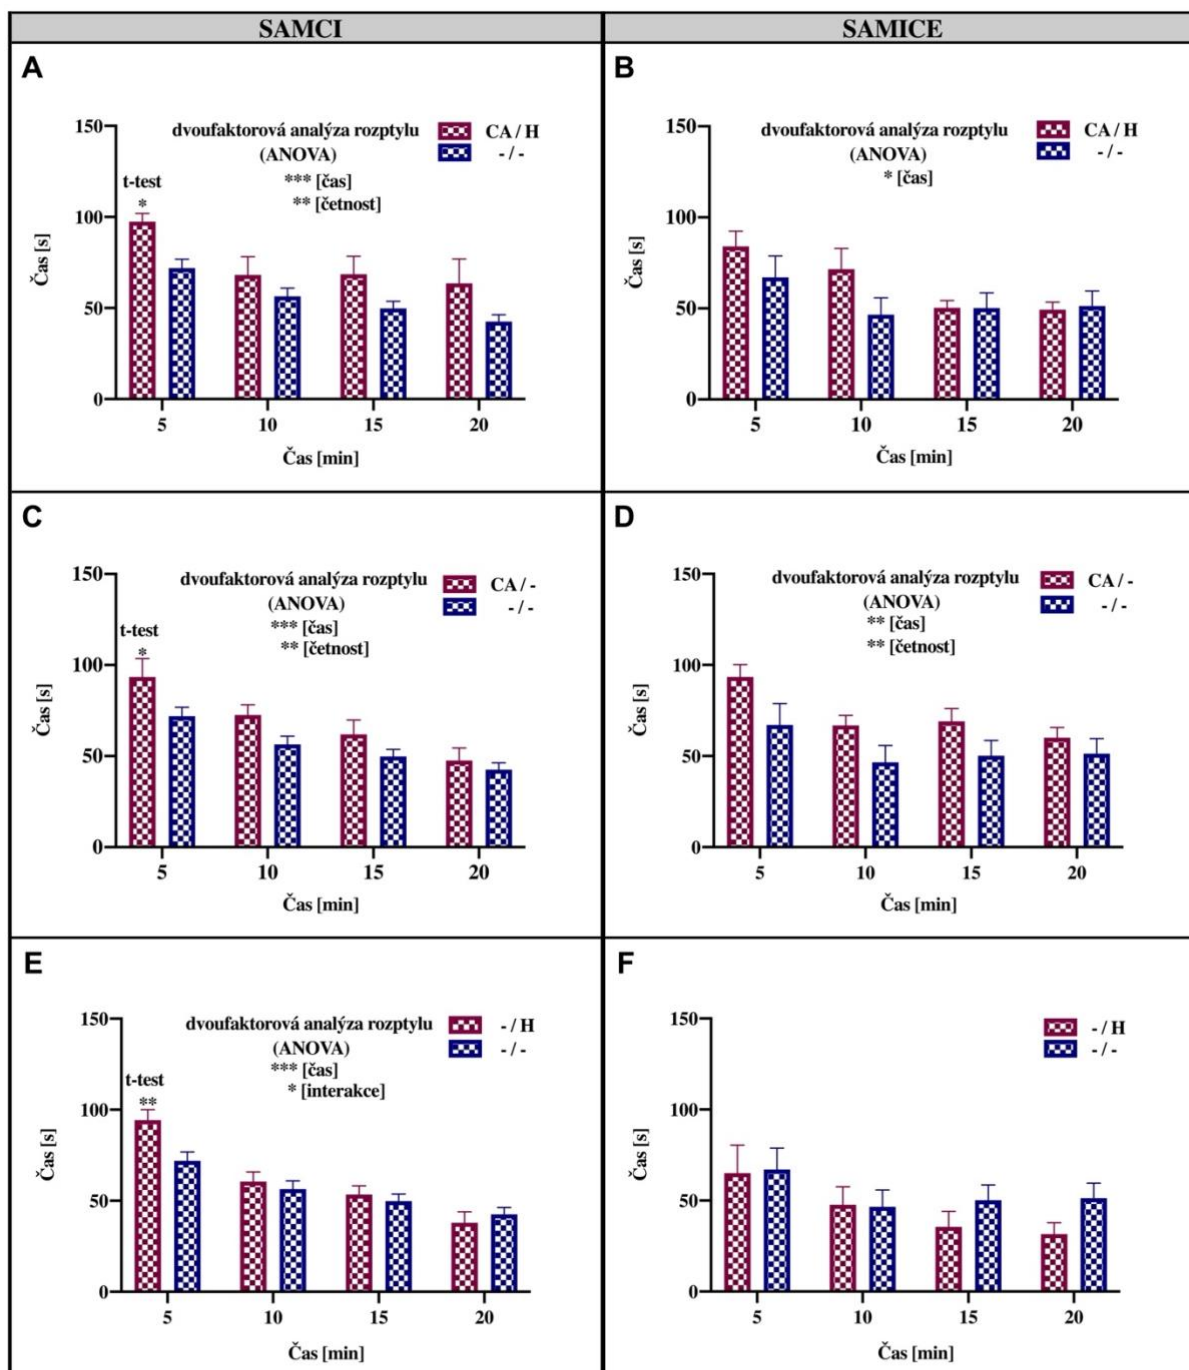 SAMCI
SAMICE
A
150
100
50
0
Čas [s]
dvoufaktorová analýza rozptylu
(ANOVA)
*** [čas]
** [četnost]
CA / H
- / -
t-test
*
5 10 15 20
Čas [min]
B
150
100
50
0
Čas [s]
dvoufaktorová analýza rozptylu
(ANOVA)
* [čas]
CA / H
- / -
5 10 15 20
Čas [min]
C
150
100
50
0
Čas [s]
dvoufaktorová analýza rozptylu
(ANOVA)
*** [čas]
** [četnost]
CA / -
- / -
t-test
*
5 10 15 20
Čas [min]
D
150
100
50
0
Čas [s]
dvoufaktorová analýza rozptylu
(ANOVA)
** [čas]
** [četnost]
CA / -
- / -
5 10 15 20
Čas [min]
E
150
100
50
0
Čas [s]
dvoufaktorová analýza rozptylu
(ANOVA)
*** [čas]
* [interakce]
- / H
- / -
t-test
**
5 10 15 20
Čas [min]
F
150
100
50
0
Čas [s]
- / H
- / -
5 10 15 20
Čas [min]